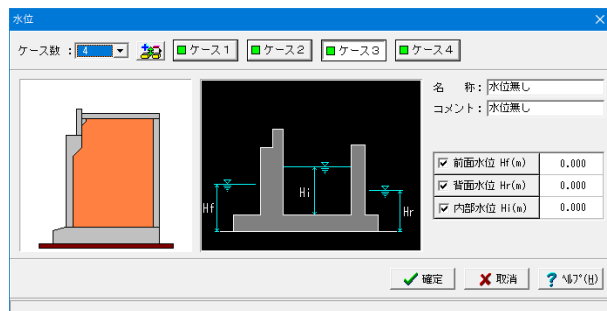 水位
ケース数 : 4 ケース1 ケース2 ケース3 ケース4
名　称 : 水位無し
コメント : 水位無し
前面水位 Hf(m) 0.000
背面水位 Hr(m) 0.000
内部水位 Hi(m) 0.000
Hf Hi Hr
確定 取消 ? ﾍﾙﾌﾟ(H)